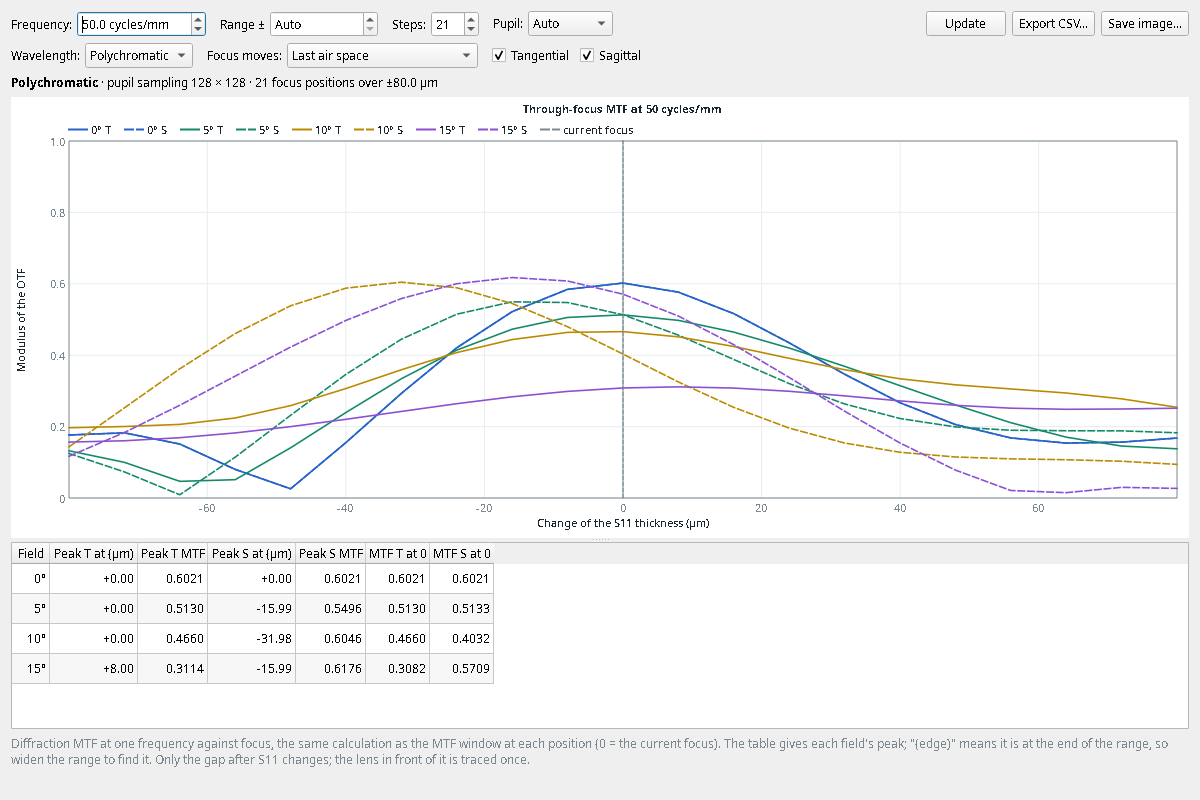 Frequency: 50.0 cycles/mm Range ± Auto Steps: 21 Pupil: Auto Update Export CSV... Save image...
Wavelength: Polychromatic Focus moves: Last air space Tangential Sagittal
Polychromatic · pupil sampling 128 × 128 · 21 focus positions over ±80.0 µm
Through-focus MTF at 50 cycles/mm
0° T 0° S 5° T 5° S 10° T 10° S 15° T 15° S current focus
1.0
0.8
0.6
0.4
0.2
0
Modulus of the OTF
-60 -40 -20 0 20 40 60
Change of the S11 thickness (µm)
Field Peak T at (µm) Peak T MTF Peak S at (µm) Peak S MTF MTF T at 0 MTF S at 0
0° +0.00 0.6021 +0.00 0.6021 0.6021 0.6021
5° +0.00 0.5130 -15.99 0.5496 0.5130 0.5133
10° +0.00 0.4660 -31.98 0.6046 0.4660 0.4032
15° +8.00 0.3114 -15.99 0.6176 0.3082 0.5709
Diffraction MTF at one frequency against focus, the same calculation as the MTF window at each position (0 = the current focus). The table gives each field's peak; "(edge)" means it is at the end of the range, so
widen the range to find it. Only the gap after S11 changes; the lens in front of it is traced once.